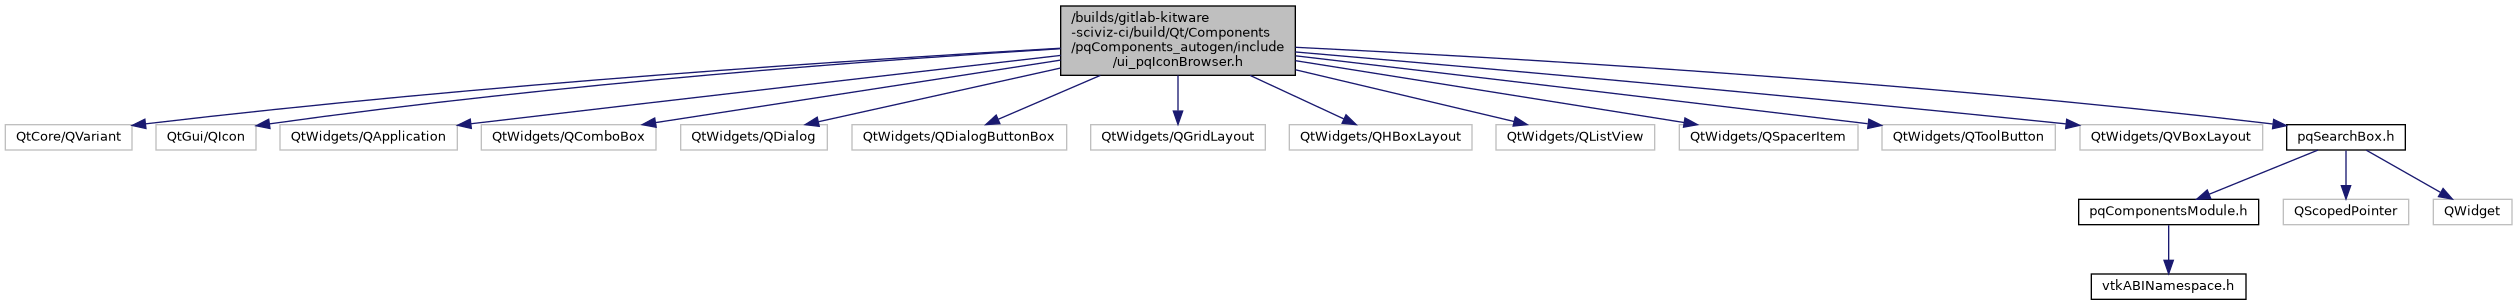 /builds/gitlab-kitware
-sciviz-ci/build/Qt/Components
/pqComponents_autogen/include
/ui_pqIconBrowser.h
QtCore/QVariant
QtGui/QIcon
QtWidgets/QApplication
QtWidgets/QComboBox
QtWidgets/QDialog
QtWidgets/QDialogButtonBox
QtWidgets/QGridLayout
QtWidgets/QHBoxLayout
QtWidgets/QListView
QtWidgets/QSpacerItem
QtWidgets/QToolButton
QtWidgets/QVBoxLayout
pqSearchBox.h
pqComponentsModule.h
QScopedPointer
QWidget
vtkABINamespace.h